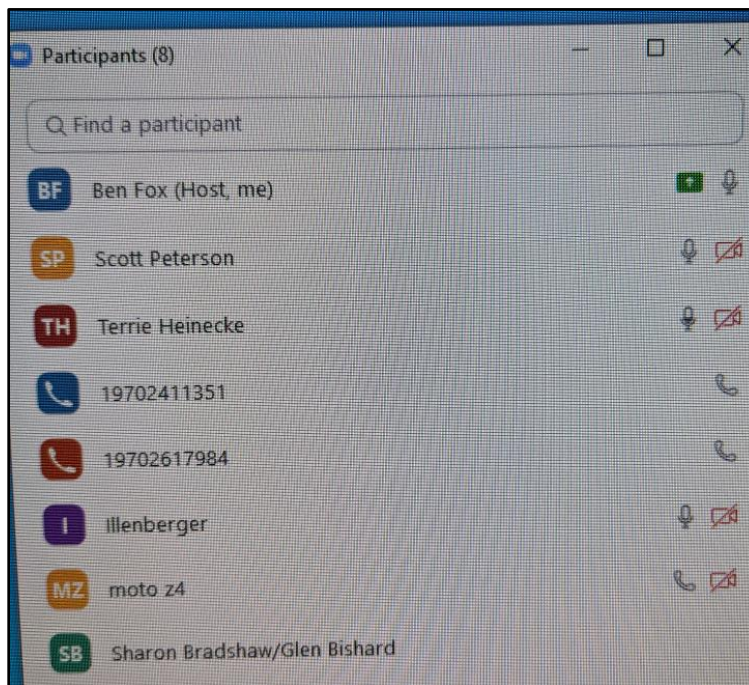 Participants (8)
Find a participant
BF Ben Fox (Host, me)
SP Scott Peterson
TH Terrie Heinecke
19702411351
19702617984
I Illenberger
MZ moto z4
SB Sharon Bradshaw/Glen Bishard